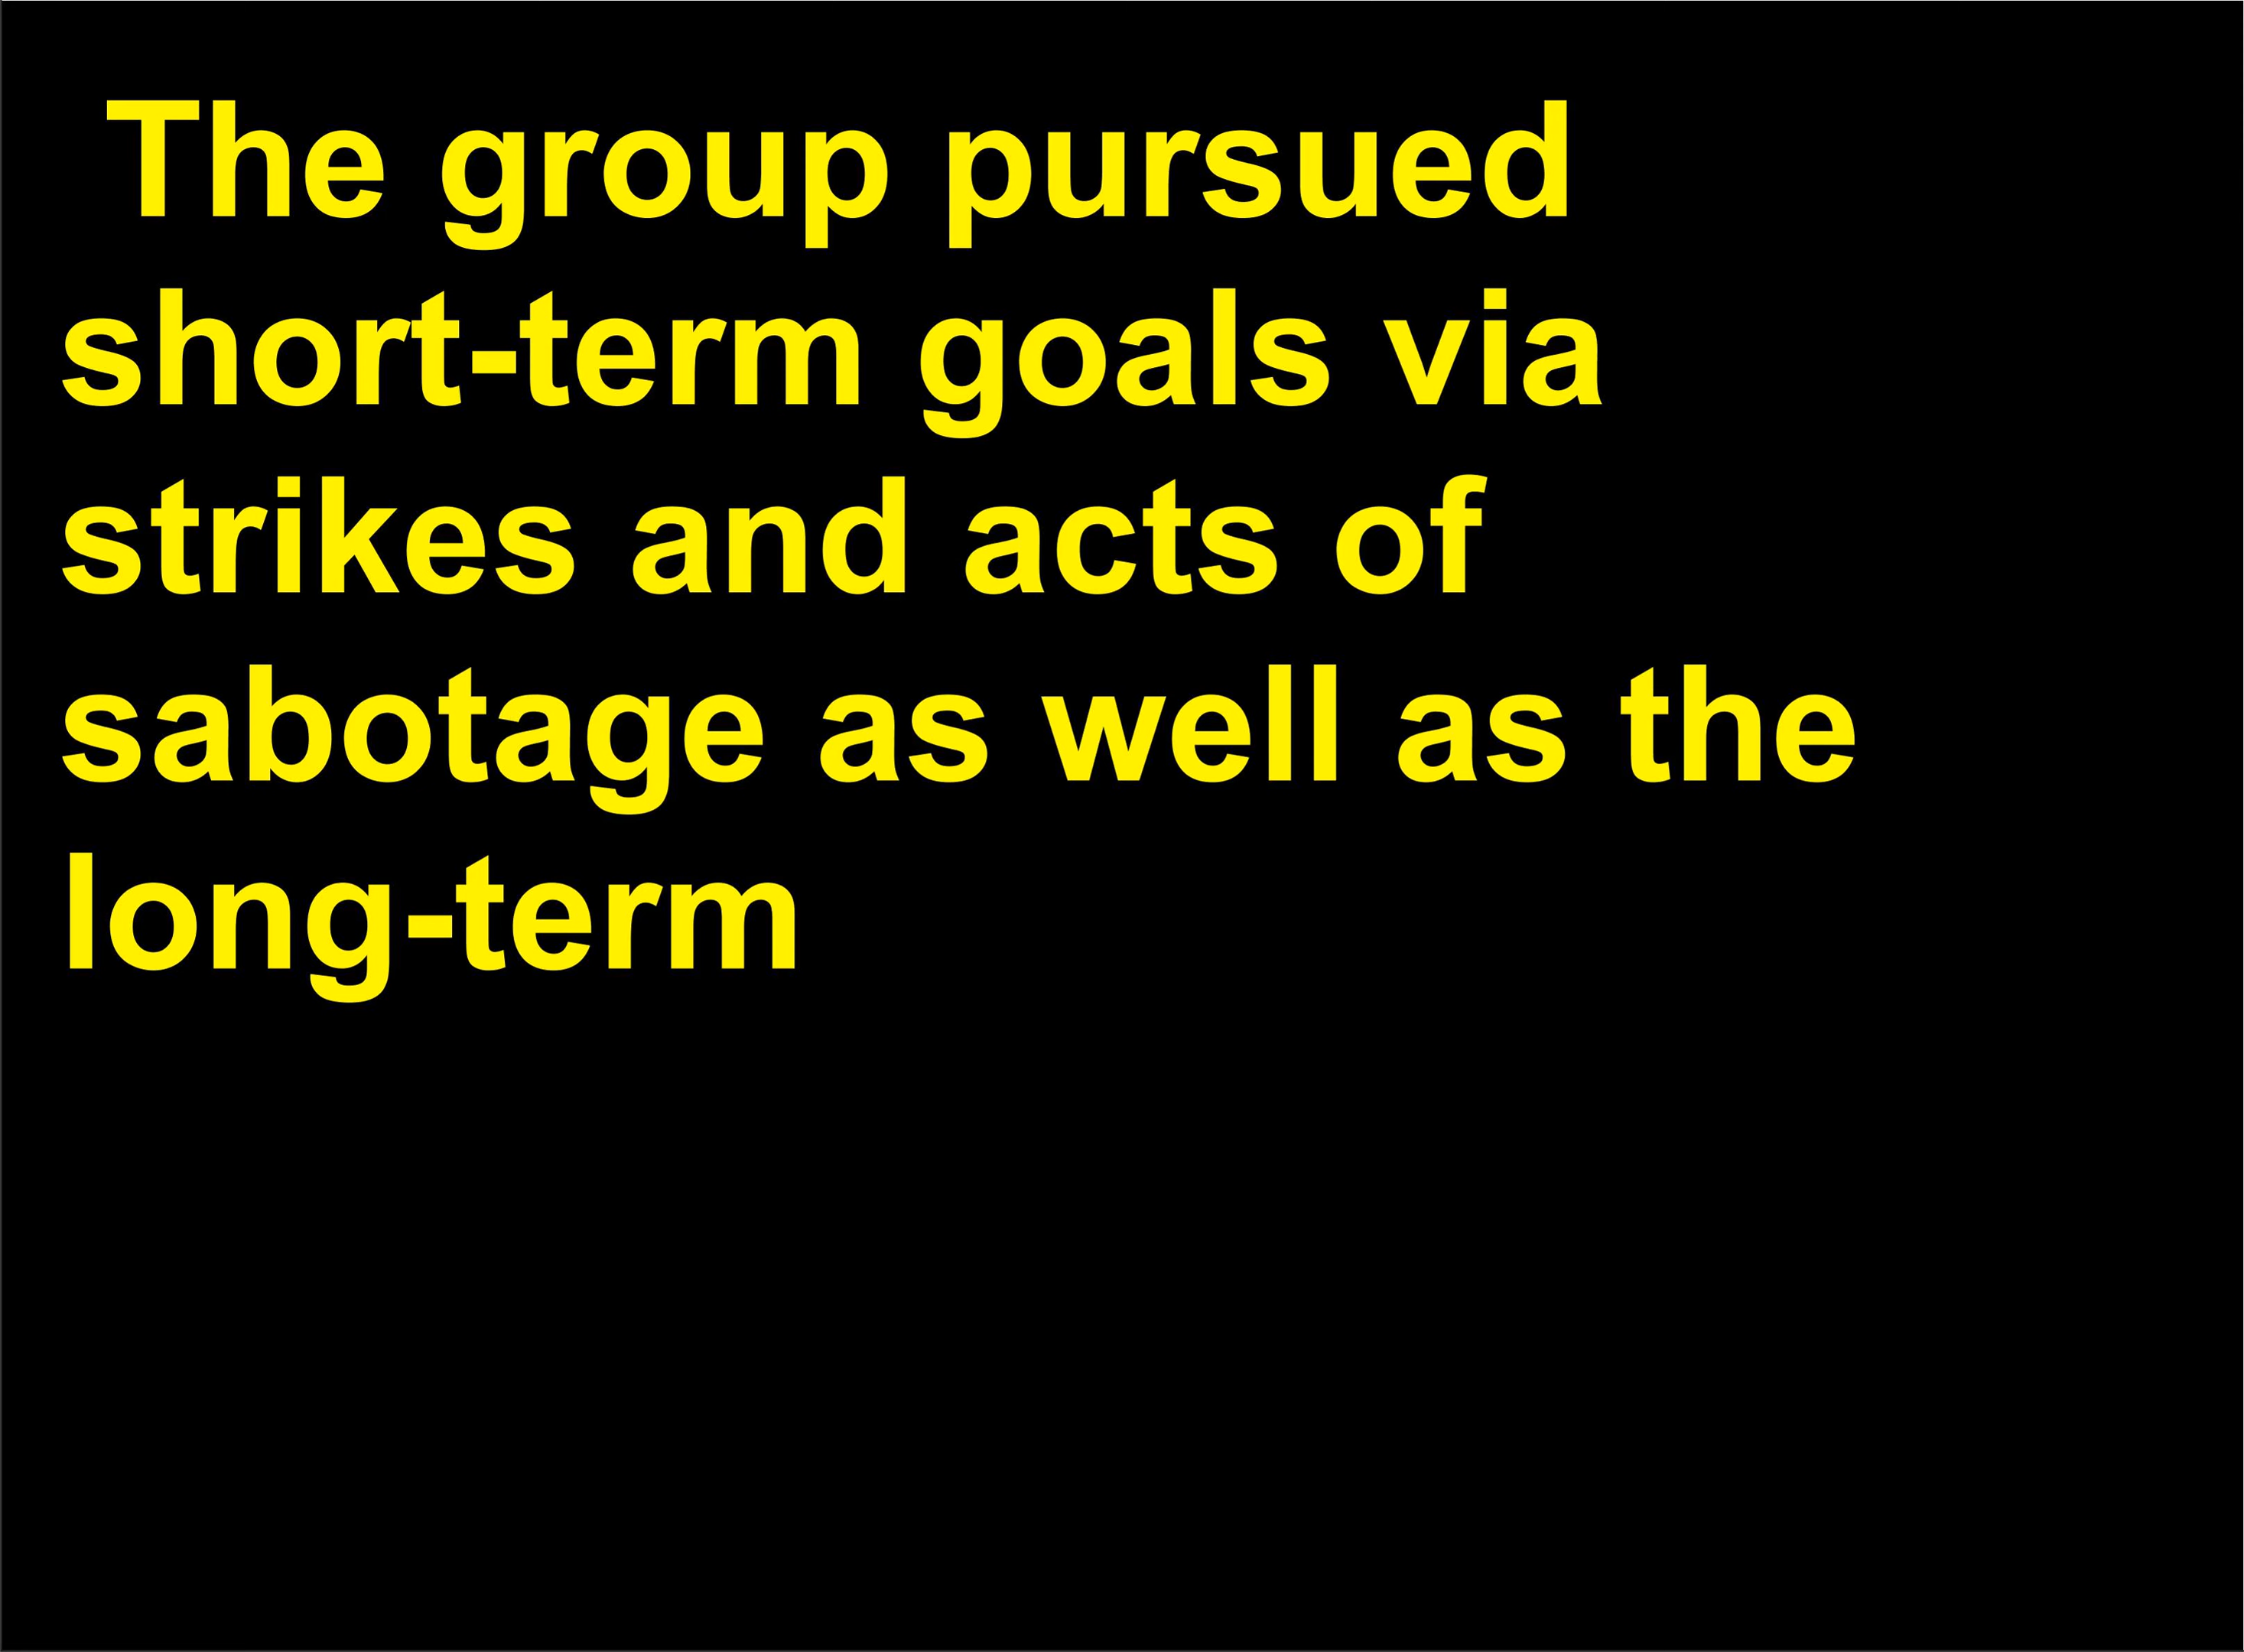 The group pursued
short-term goals via
strikes and acts of
sabotage as well as the
long-term